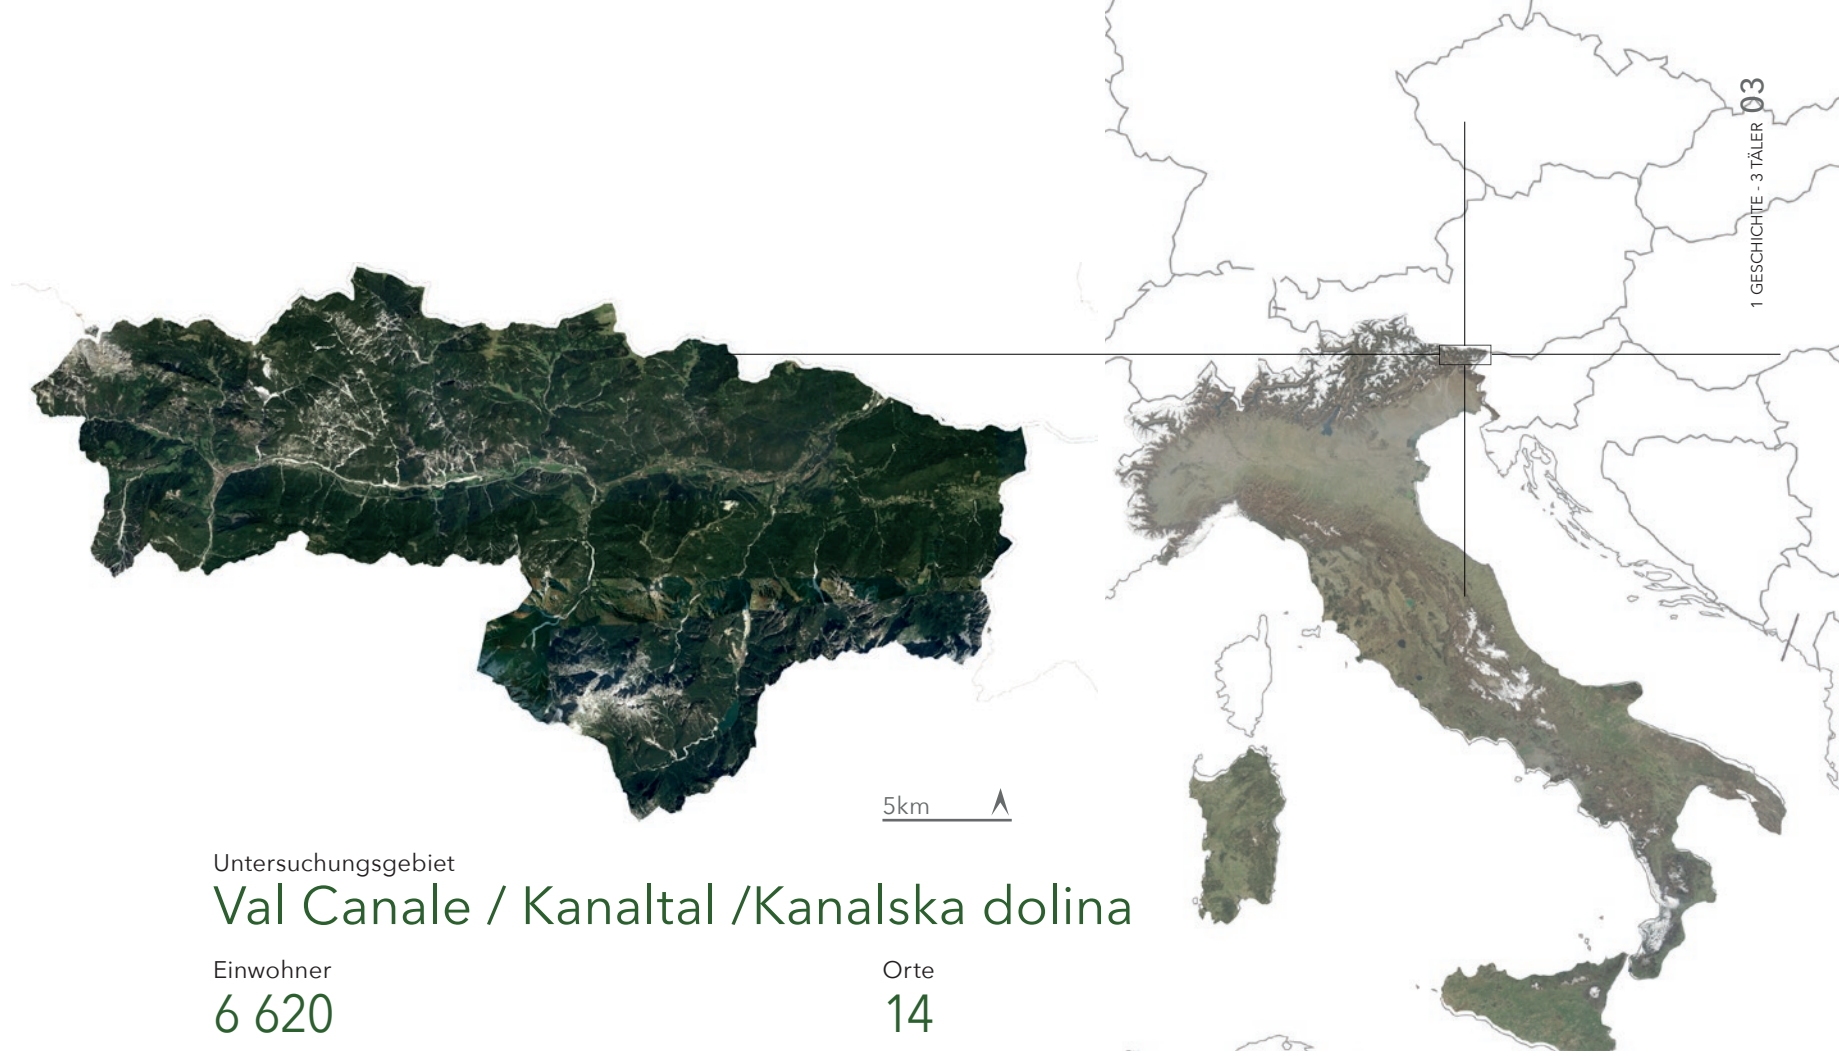 1 GESCHICHTE - 3 TÄLER 03
5km
Untersuchungsgebiet
Val Canale / Kanaltal /Kanalska dolina
Einwohner
6 620
Orte
14